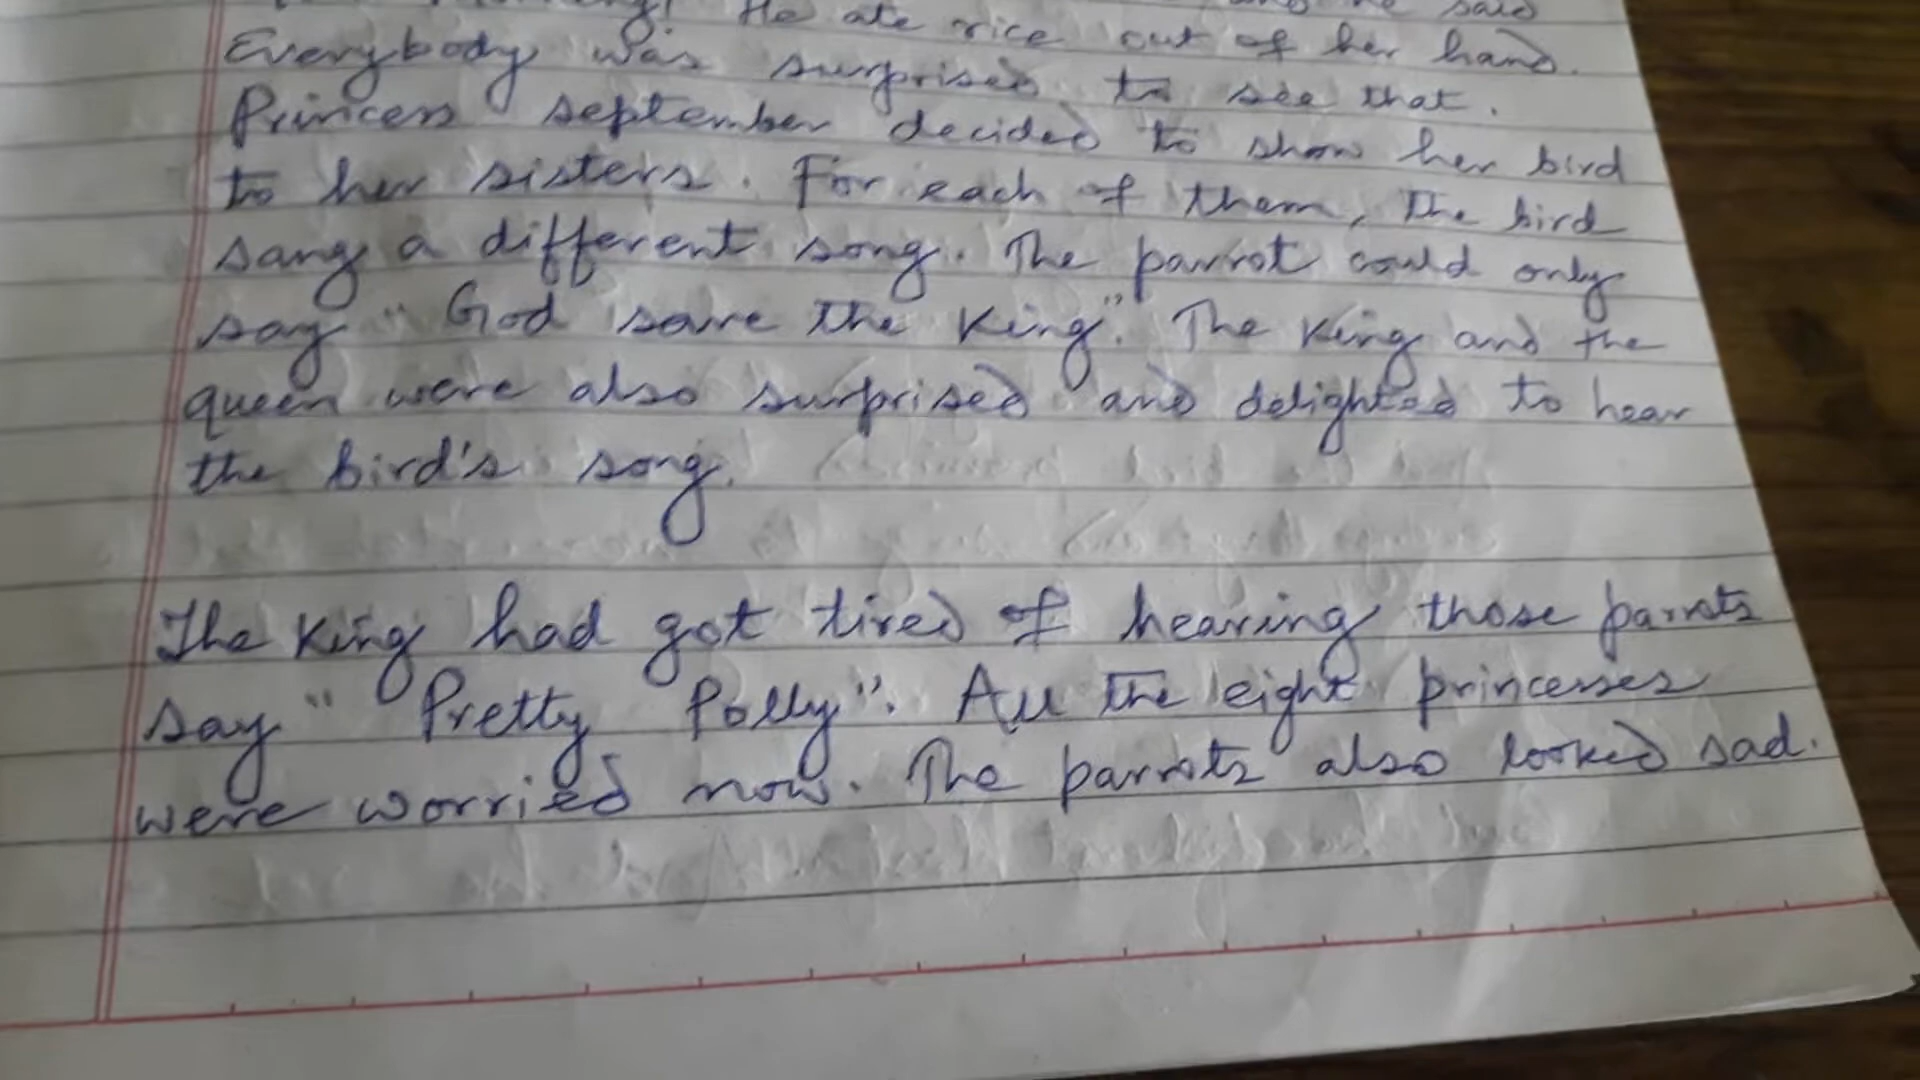 He ate rice out of her hand.
Everybody was surprised to see that.
Princess september decided to show her bird
to her sisters. For each of them, The bird
sang a different song. The parrot could only
say "God save the King". The King and the
queen were also surprised and delighted to hear
the bird's song.
The King had got tired of hearing those parrots
say "Pretty Polly". All the eight princesses
were worried now. The parrots also looked sad.